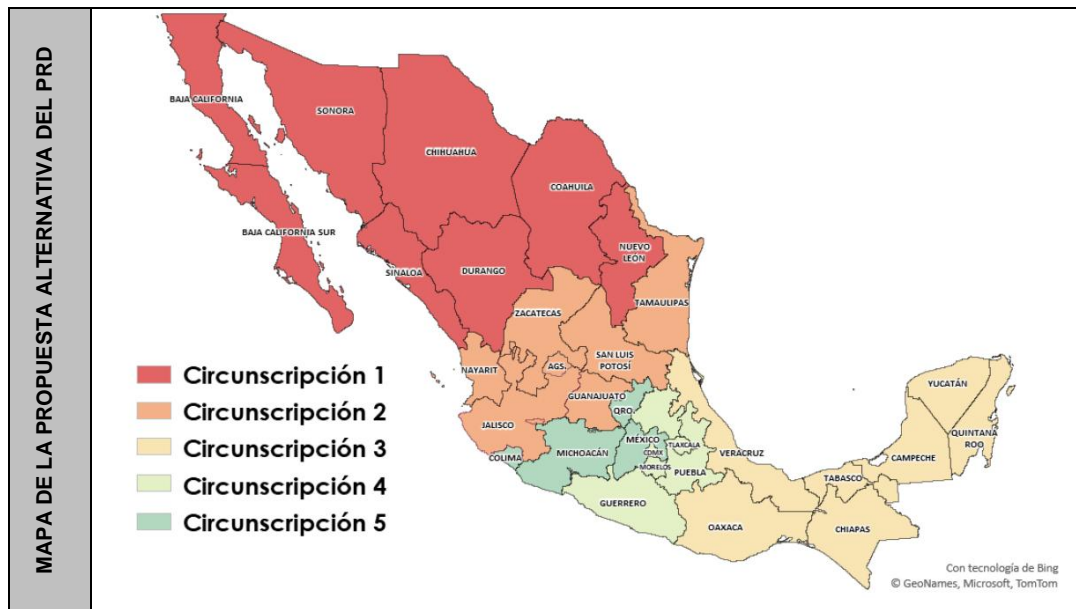 MAPA DE LA PROPUESTA ALTERNATIVA DEL PRD
BAJA CALIFORNIA
SONORA
CHIHUAHUA
COAHUILA
BAJA CALIFORNIA SUR
SINALOA
DURANGO
NUEVO
LEÓN
TAMAULIPAS
ZACATECAS
SAN LUIS
POTOSÍ
NAYARIT
AGS.
GUANAJUATO
QRO.
JALISCO
COLIMA
MICHOACÁN
MÉXICO
CDMX
TLAXCALA
MORELOS
PUEBLA
VERACRUZ
GUERRERO
OAXACA
TABASCO
CHIAPAS
CAMPECHE
YUCATÁN
QUINTANA
ROO
Circunscripción 1
Circunscripción 2
Circunscripción 3
Circunscripción 4
Circunscripción 5
Con tecnología de Bing
© GeoNames, Microsoft, TomTom